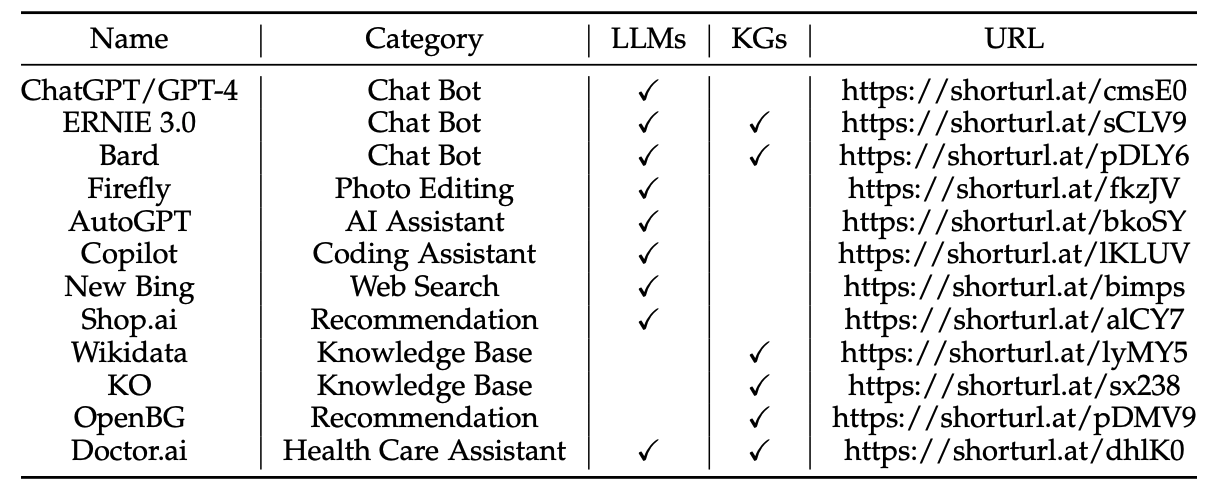 Name Category LLMs KGs URL
ChatGPT/GPT-4 Chat Bot ✓ https://shorturl.at/cmsE0
ERNIE 3.0 Chat Bot ✓ ✓ https://shorturl.at/sCLV9
Bard Chat Bot ✓ ✓ https://shorturl.at/pDLY6
Firefly Photo Editing ✓ https://shorturl.at/fkzJV
AutoGPT AI Assistant ✓ https://shorturl.at/bkoSY
Copilot Coding Assistant ✓ https://shorturl.at/lKLUV
New Bing Web Search ✓ https://shorturl.at/bimps
Shop.ai Recommendation ✓ https://shorturl.at/alCY7
Wikidata Knowledge Base ✓ https://shorturl.at/lyMY5
KO Knowledge Base ✓ https://shorturl.at/sx238
OpenBG Recommendation ✓ https://shorturl.at/pDMV9
Doctor.ai Health Care Assistant ✓ ✓ https://shorturl.at/dhlK0